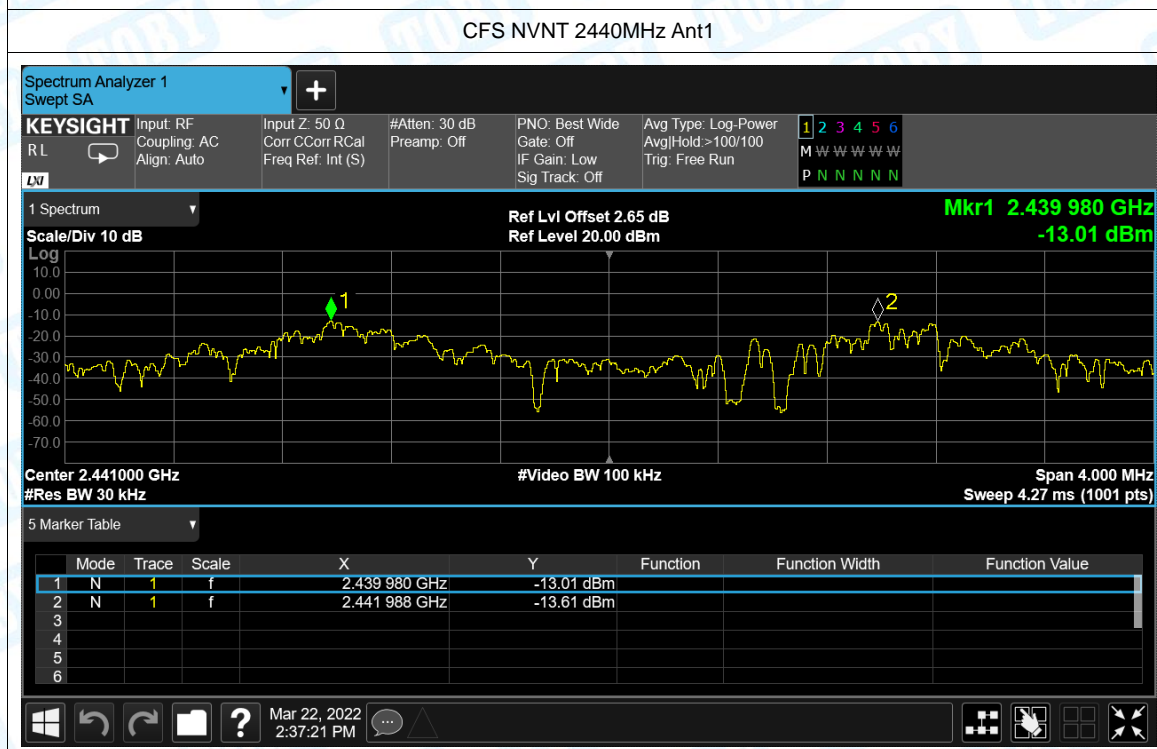 CFS NVNT 2440MHz Ant1
Spectrum Analyzer 1
Swept SA
KEYSIGHT
R L
LXI
Input: RF
Coupling: AC
Align: Auto
Input Z: 50 Ω
Corr CCorr RCal
Freq Ref: Int (S)
#Atten: 30 dB
Preamp: Off
PNO: Best Wide
Gate: Off
IF Gain: Low
Sig Track: Off
Avg Type: Log-Power
Avg|Hold:>100/100
Trig: Free Run
1 2 3 4 5 6
M W W W W W
P N N N N N
1 Spectrum
Scale/Div 10 dB
Ref Lvl Offset 2.65 dB
Ref Level 20.00 dBm
Mkr1 2.439 980 GHz
-13.01 dBm
Log
10.0
0.00
-10.0
-20.0
-30.0
-40.0
-50.0
-60.0
-70.0
1
2
Center 2.441000 GHz
#Res BW 30 kHz
#Video BW 100 kHz
Span 4.000 MHz
Sweep 4.27 ms (1001 pts)
5 Marker Table
Mode Trace Scale X Y Function Function Width Function Value
1 N 1 f 2.439 980 GHz -13.01 dBm
2 N 1 f 2.441 988 GHz -13.61 dBm
3
4
5
6
Mar 22, 2022
2:37:21 PM
TOBY